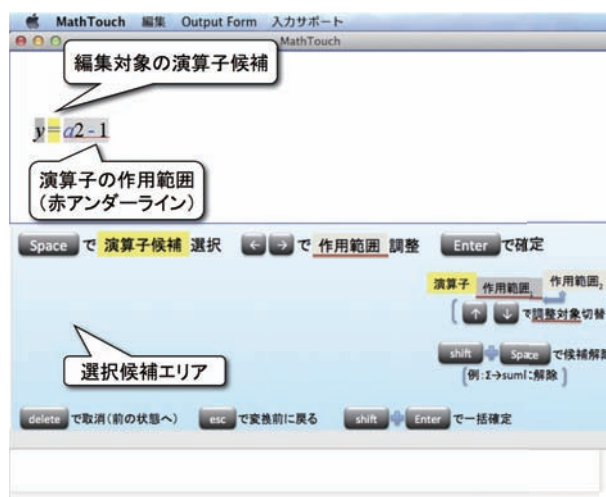 MathTouch 編集 Output Form 入力サポート
MathTouch
編集対象の演算子候補
y = a2 - 1
演算子の作用範囲
(赤アンダーライン)
Space で 演算子候補 選択 ← → で 作用範囲 調整 Enter で確定
演算子 作用範囲1 作用範囲2
( ↑ ↓ で調整対象切替
shift + Space で候補解除
(例:Σ→sumに解除)
選択候補エリア
delete で取消(前の状態へ) esc で変換前に戻る shift + Enter で一括確定